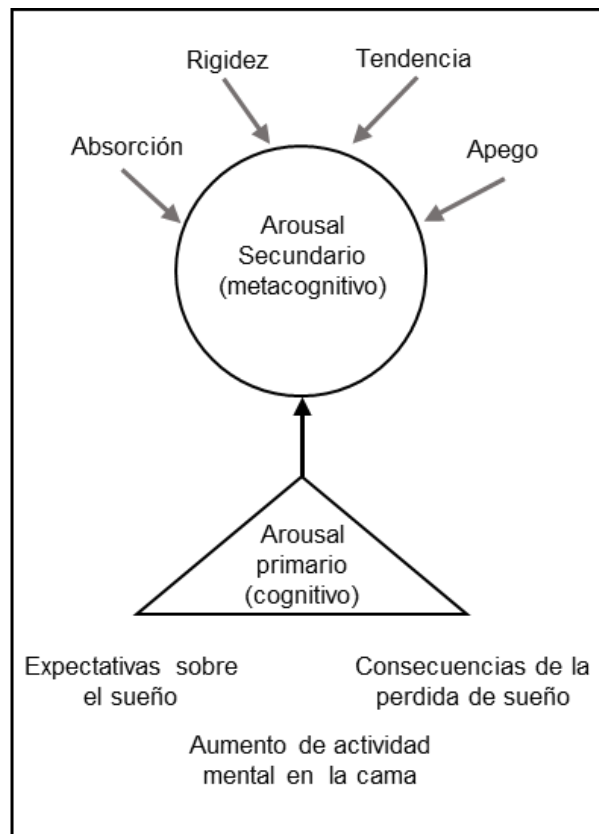 Rigidez
Tendencia
Absorción
Apego
Arousal
Secundario
(metacognitivo)
Arousal
primario
(cognitivo)
Expectativas sobre
el sueño
Consecuencias de la
perdida de sueño
Aumento de actividad
mental en la cama